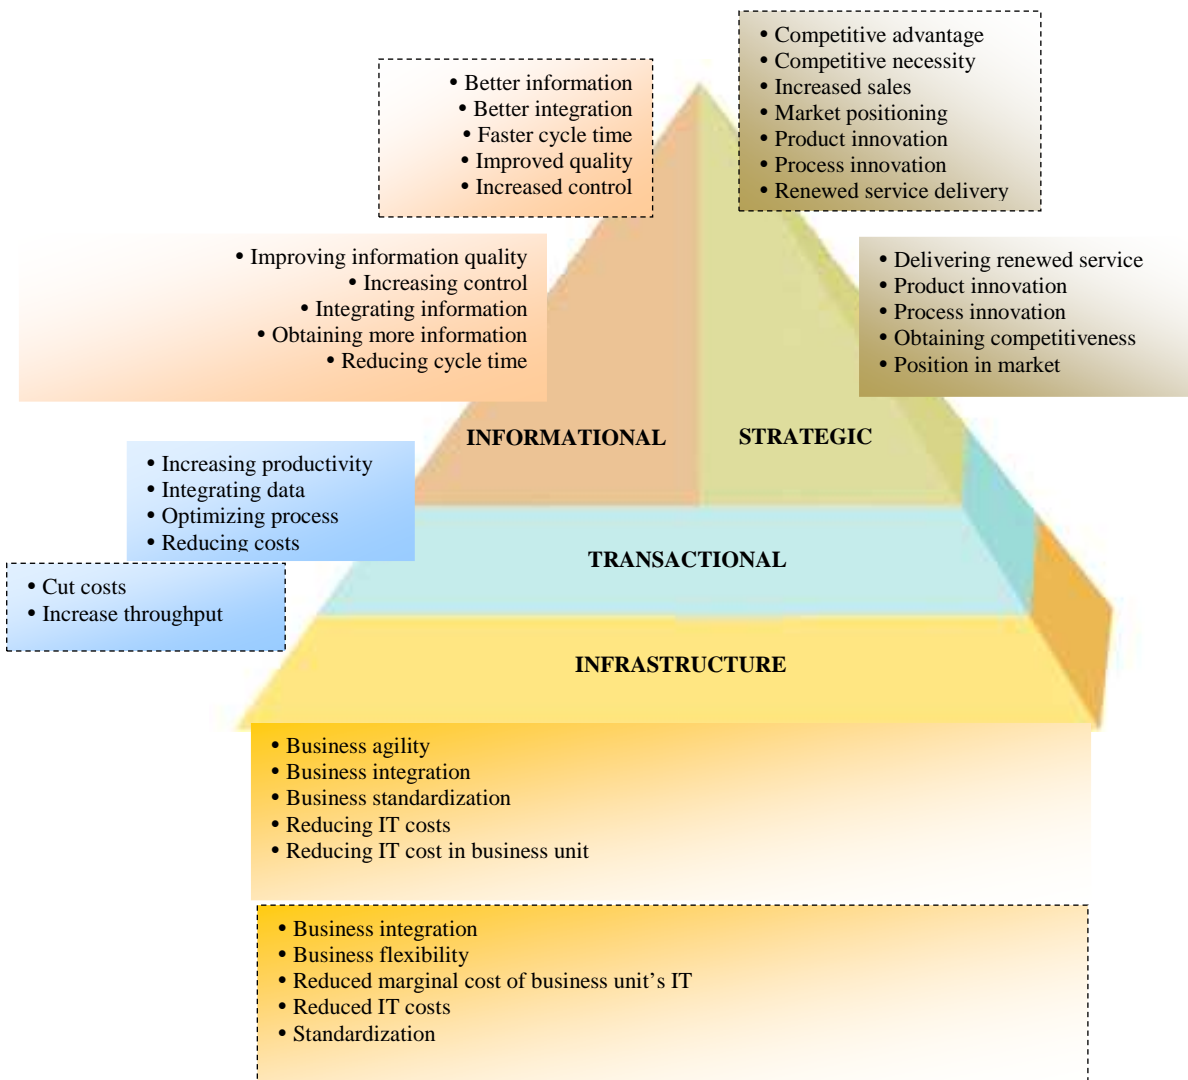 • Competitive advantage
• Competitive necessity
• Increased sales
• Market positioning
• Product innovation
• Process innovation
• Renewed service delivery
• Better information
• Better integration
• Faster cycle time
• Improved quality
• Increased control
• Improving information quality
• Increasing control
• Integrating information
• Obtaining more information
• Reducing cycle time
• Delivering renewed service
• Product innovation
• Process innovation
• Obtaining competitiveness
• Position in market
INFORMATIONAL
STRATEGIC
• Increasing productivity
• Integrating data
• Optimizing process
• Reducing costs
TRANSACTIONAL
• Cut costs
• Increase throughput
INFRASTRUCTURE
• Business agility
• Business integration
• Business standardization
• Reducing IT costs
• Reducing IT cost in business unit
• Business integration
• Business flexibility
• Reduced marginal cost of business unit's IT
• Reduced IT costs
• Standardization